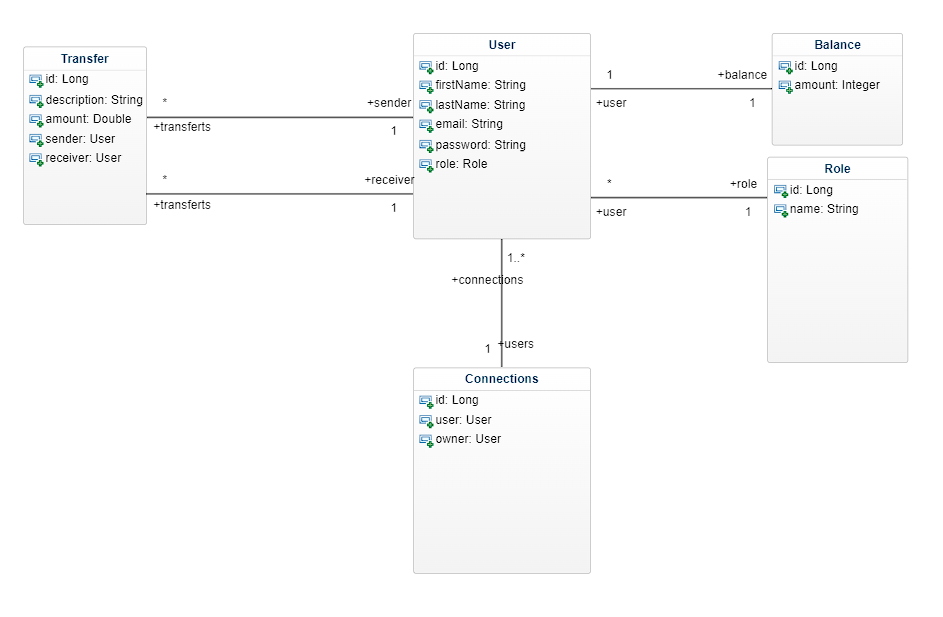 Transfer
id: Long
description: String
amount: Double
sender: User
receiver: User
*
+transferts
+sender
1
*
+transferts
+receiver
1
User
id: Long
firstName: String
lastName: String
email: String
password: String
role: Role
1
+user
+balance
1
*
+user
+role
1
Balance
id: Long
amount: Integer
Role
id: Long
name: String
1..*
+connections
1
+users
Connections
id: Long
user: User
owner: User